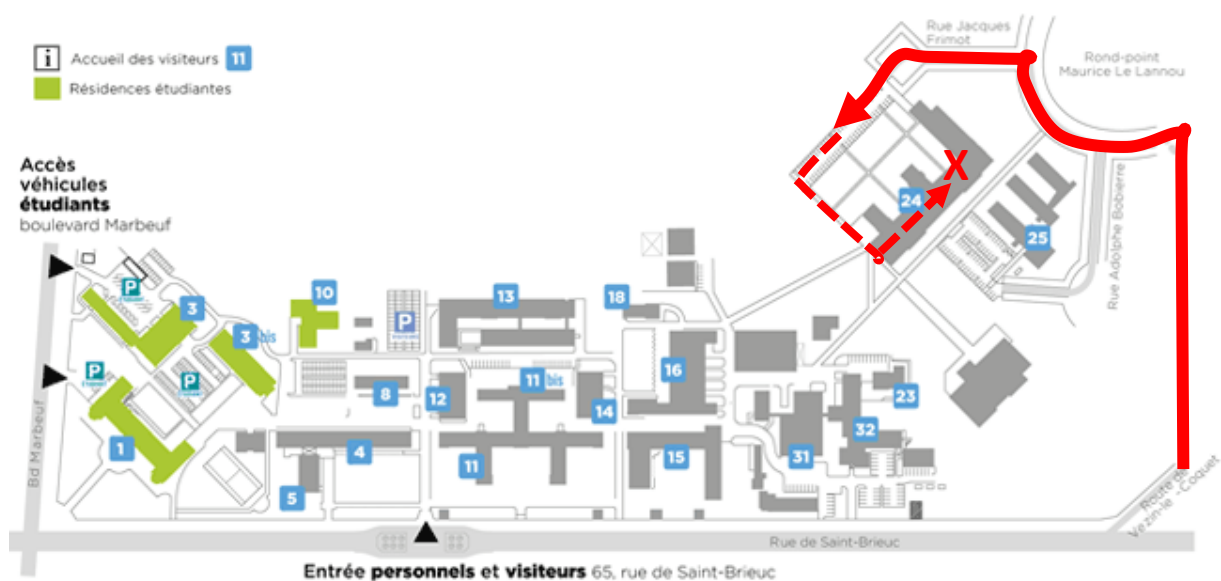 i Accueil des visiteurs 11
Résidences étudiantes
Rue Jacques
Frimot
Rond-point
Maurice Le Lannou
Accès
véhicules
étudiants
boulevard Marbeuf
X
24
25
Rue Adolphe Bobierre
P
3
3 bis
10
P
13
18
P
P
8
12
11 bis
14
16
23
1
4
5
11
15
31
32
Bd Marbeuf
Route de
Vezin-le-Coquet
Rue de Saint-Brieuc
Entrée personnels et visiteurs 65, rue de Saint-Brieuc